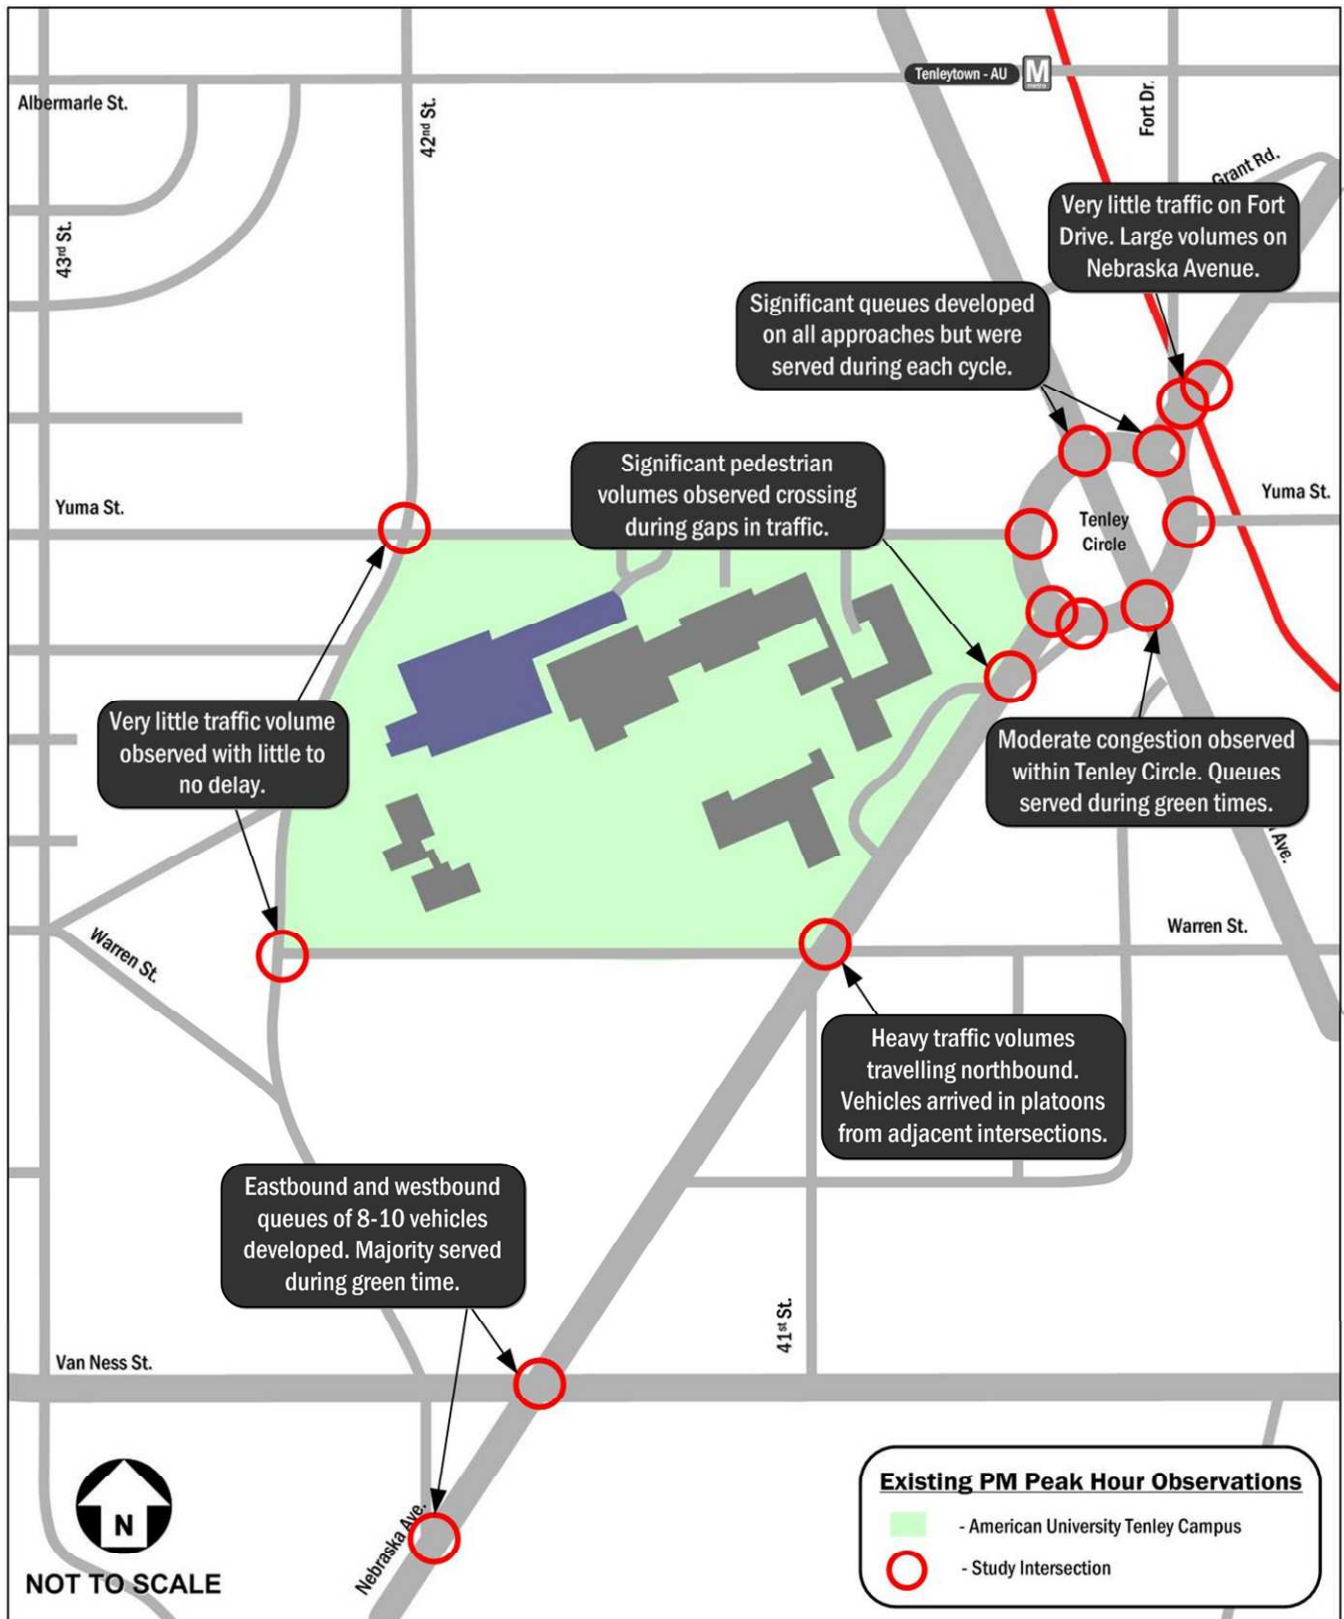 Tenleytown - AU
M
metro
Albermarle St.
42nd St.
Fort Dr.
43rd St.
Grant Rd.
Very little traffic on Fort
Drive. Large volumes on
Nebraska Avenue.
Significant queues developed
on all approaches but were
served during each cycle.
Significant pedestrian
volumes observed crossing
during gaps in traffic.
Yuma St.
Yuma St.
Tenley
Circle
Very little traffic volume
observed with little to
no delay.
Moderate congestion observed
within Tenley Circle. Queues
served during green times.
Ave.
Warren St.
Warren St.
Heavy traffic volumes
travelling northbound.
Vehicles arrived in platoons
from adjacent intersections.
Eastbound and westbound
queues of 8-10 vehicles
developed. Majority served
during green time.
41st St.
Van Ness St.
N
NOT TO SCALE
Nebraska Ave.
Existing PM Peak Hour Observations
- American University Tenley Campus
- Study Intersection